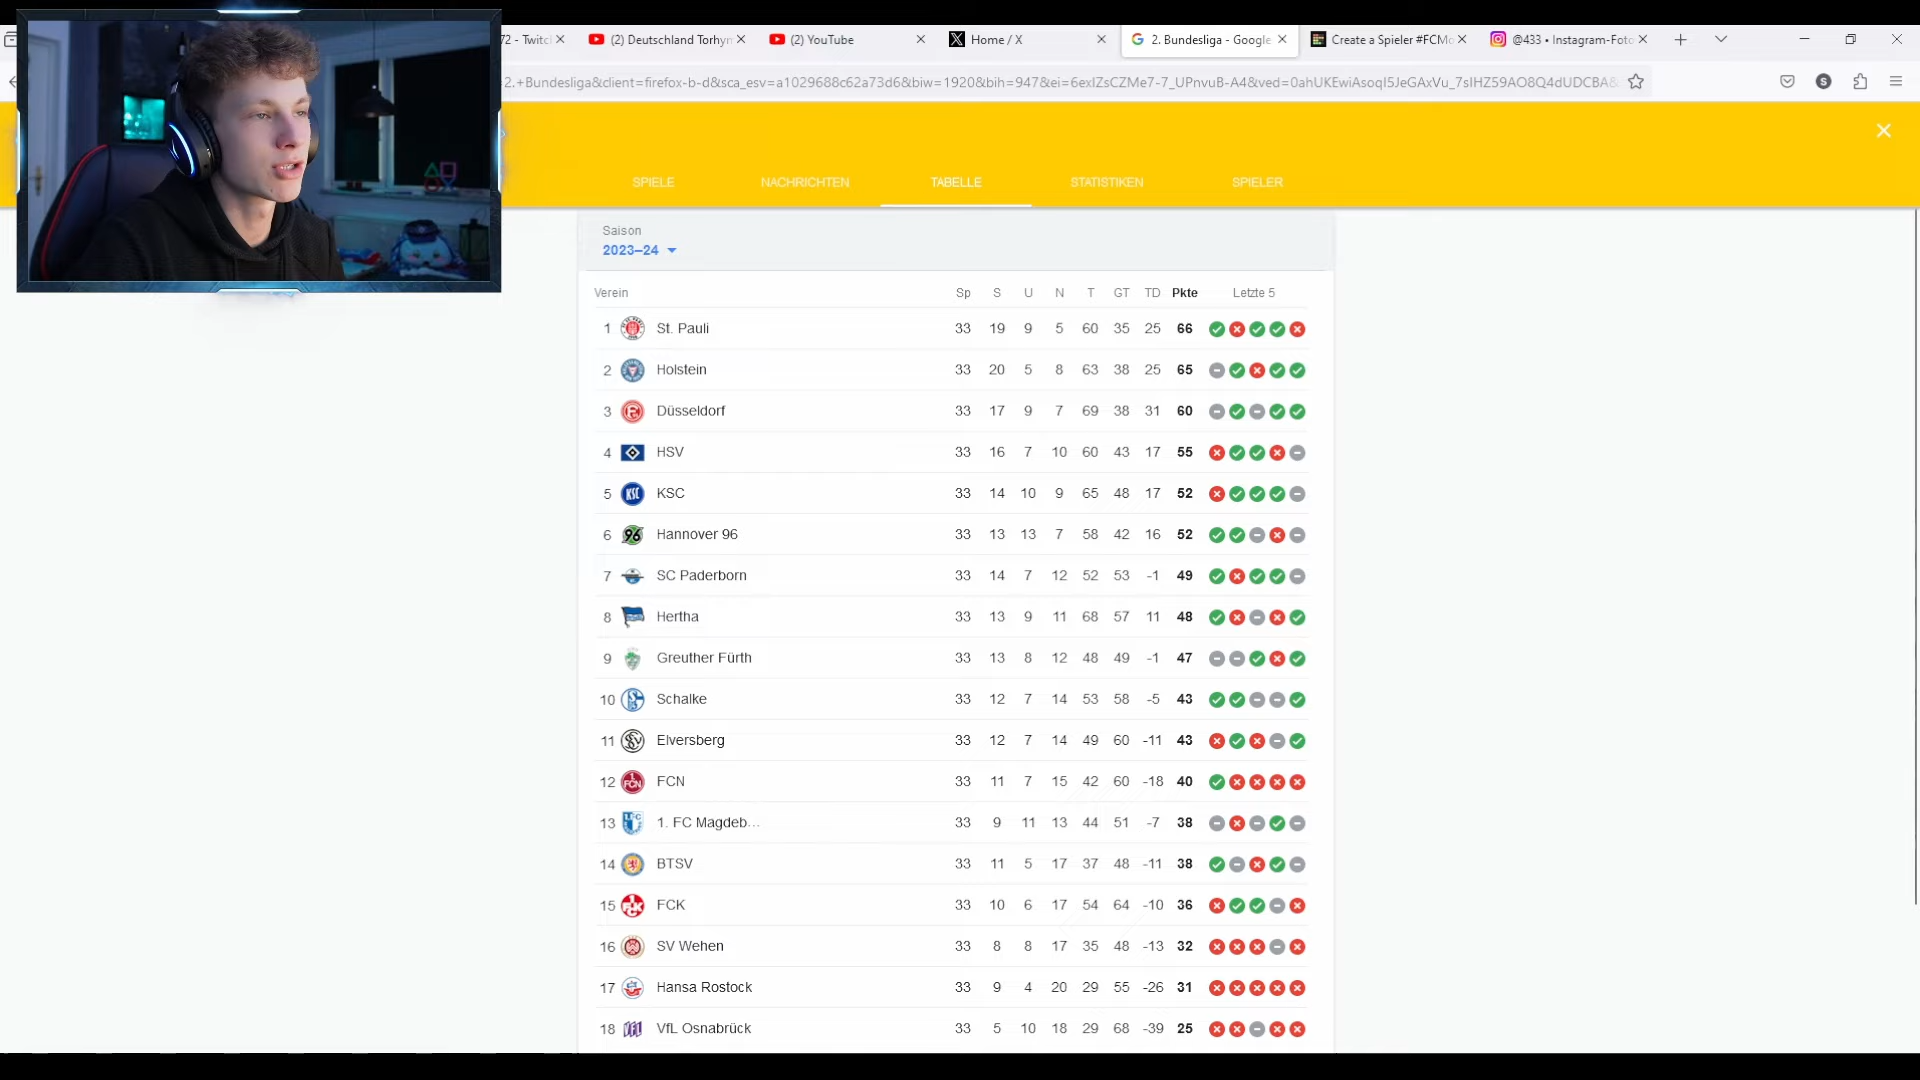 72 - Twitcl
(2) Deutschland Torhym
(2) YouTube
Home / X
2. Bundesliga - Google
Create a Spieler #FCMo
@433 • Instagram-Foto
2.+Bundesliga&client=firefox-b-d&sca_esv=a1029688c62a73d6&biw=1920&bih=947&ei=6exIZsCZMe7-7_UPnvuB-A4&ved=0ahUKEwiAsoqI5JeGAxVu_7sIHZ59AO8Q4dUDCBA&
SPIELE NACHRICHTEN TABELLE STATISTIKEN SPIELER
Saison
2023–24
Verein Sp S U N T GT TD Pkte Letzte 5
1 St. Pauli 33 19 9 5 60 35 25 66
2 Holstein 33 20 5 8 63 38 25 65
3 Düsseldorf 33 17 9 7 69 38 31 60
4 HSV 33 16 7 10 60 43 17 55
5 KSC 33 14 10 9 65 48 17 52
6 Hannover 96 33 13 13 7 58 42 16 52
7 SC Paderborn 33 14 7 12 52 53 -1 49
8 Hertha 33 13 9 11 68 57 11 48
9 Greuther Fürth 33 13 8 12 48 49 -1 47
10 Schalke 33 12 7 14 53 58 -5 43
11 Elversberg 33 12 7 14 49 60 -11 43
12 FCN 33 11 7 15 42 60 -18 40
13 1. FC Magdeb... 33 9 11 13 44 51 -7 38
14 BTSV 33 11 5 17 37 48 -11 38
15 FCK 33 10 6 17 54 64 -10 36
16 SV Wehen 33 8 8 17 35 48 -13 32
17 Hansa Rostock 33 9 4 20 29 55 -26 31
18 VfL Osnabrück 33 5 10 18 29 68 -39 25